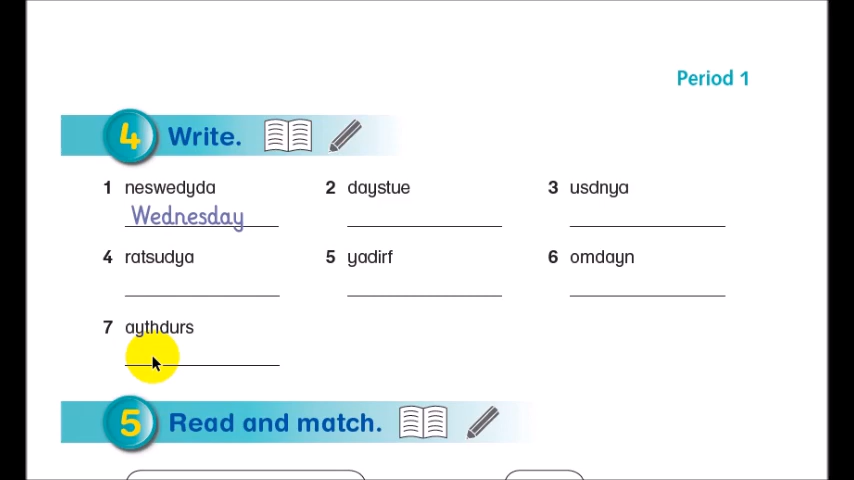 Period 1
4 Write.
1 neswedyda 2 daystue 3 usdnya
Wednesday
4 ratsudya 5 yadirf 6 omdayn
7 aythdurs
5 Read and match.